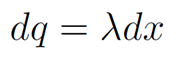 dq = λdx